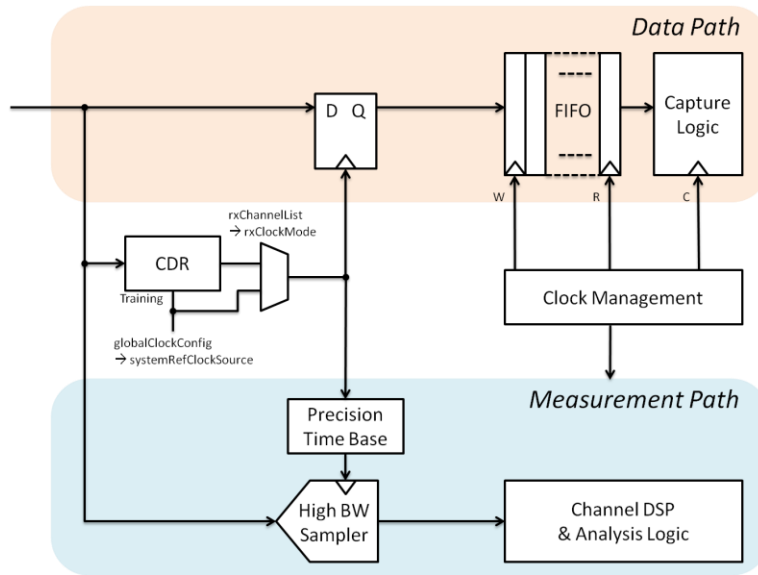 Data Path
D Q
FIFO
Capture
Logic
W
R
C
rxChannelList
→ rxClockMode
CDR
Training
globalClockConfig
→ systemRefClockSource
Clock Management
Measurement Path
Precision
Time Base
High BW
Sampler
Channel DSP
& Analysis Logic